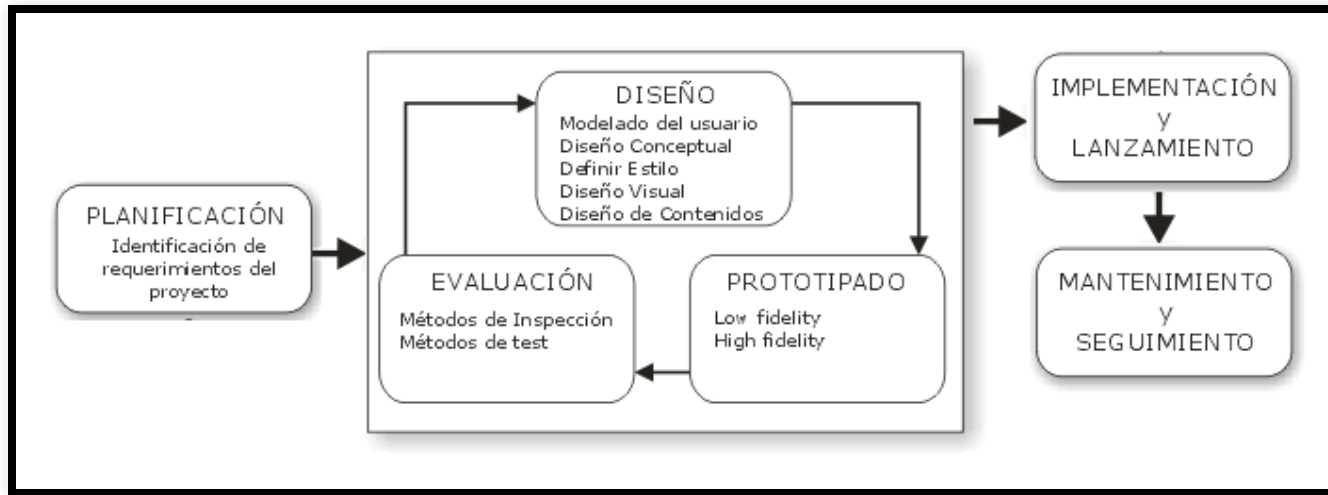 PLANIFICACIÓN
Identificación de
requerimientos del
proyecto
DISEÑO
Modelado del usuario
Diseño Conceptual
Definir Estilo
Diseño Visual
Diseño de Contenidos
PROTOTIPADO
Low fidelity
High fidelity
EVALUACIÓN
Métodos de Inspección
Métodos de test
IMPLEMENTACIÓN
y
LANZAMIENTO
MANTENIMIENTO
y
SEGUIMIENTO